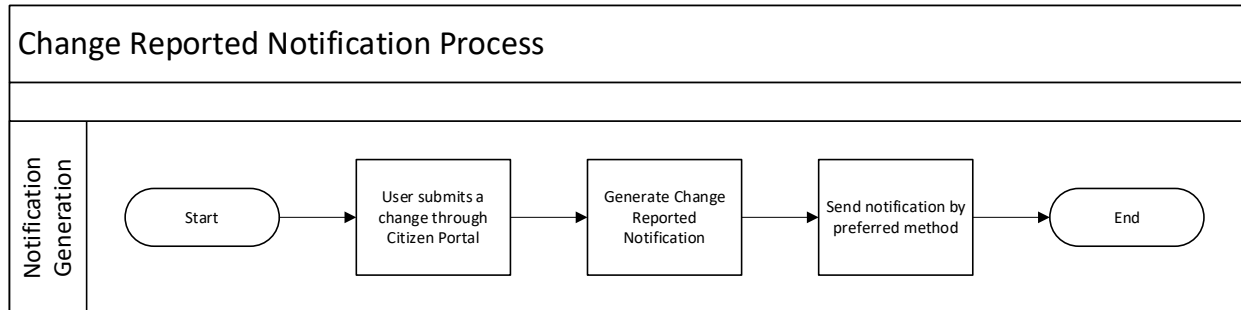 Change Reported Notification Process
Notification
Generation
Start
User submits a
change through
Citizen Portal
Generate Change
Reported
Notification
Send notification by
preferred method
End